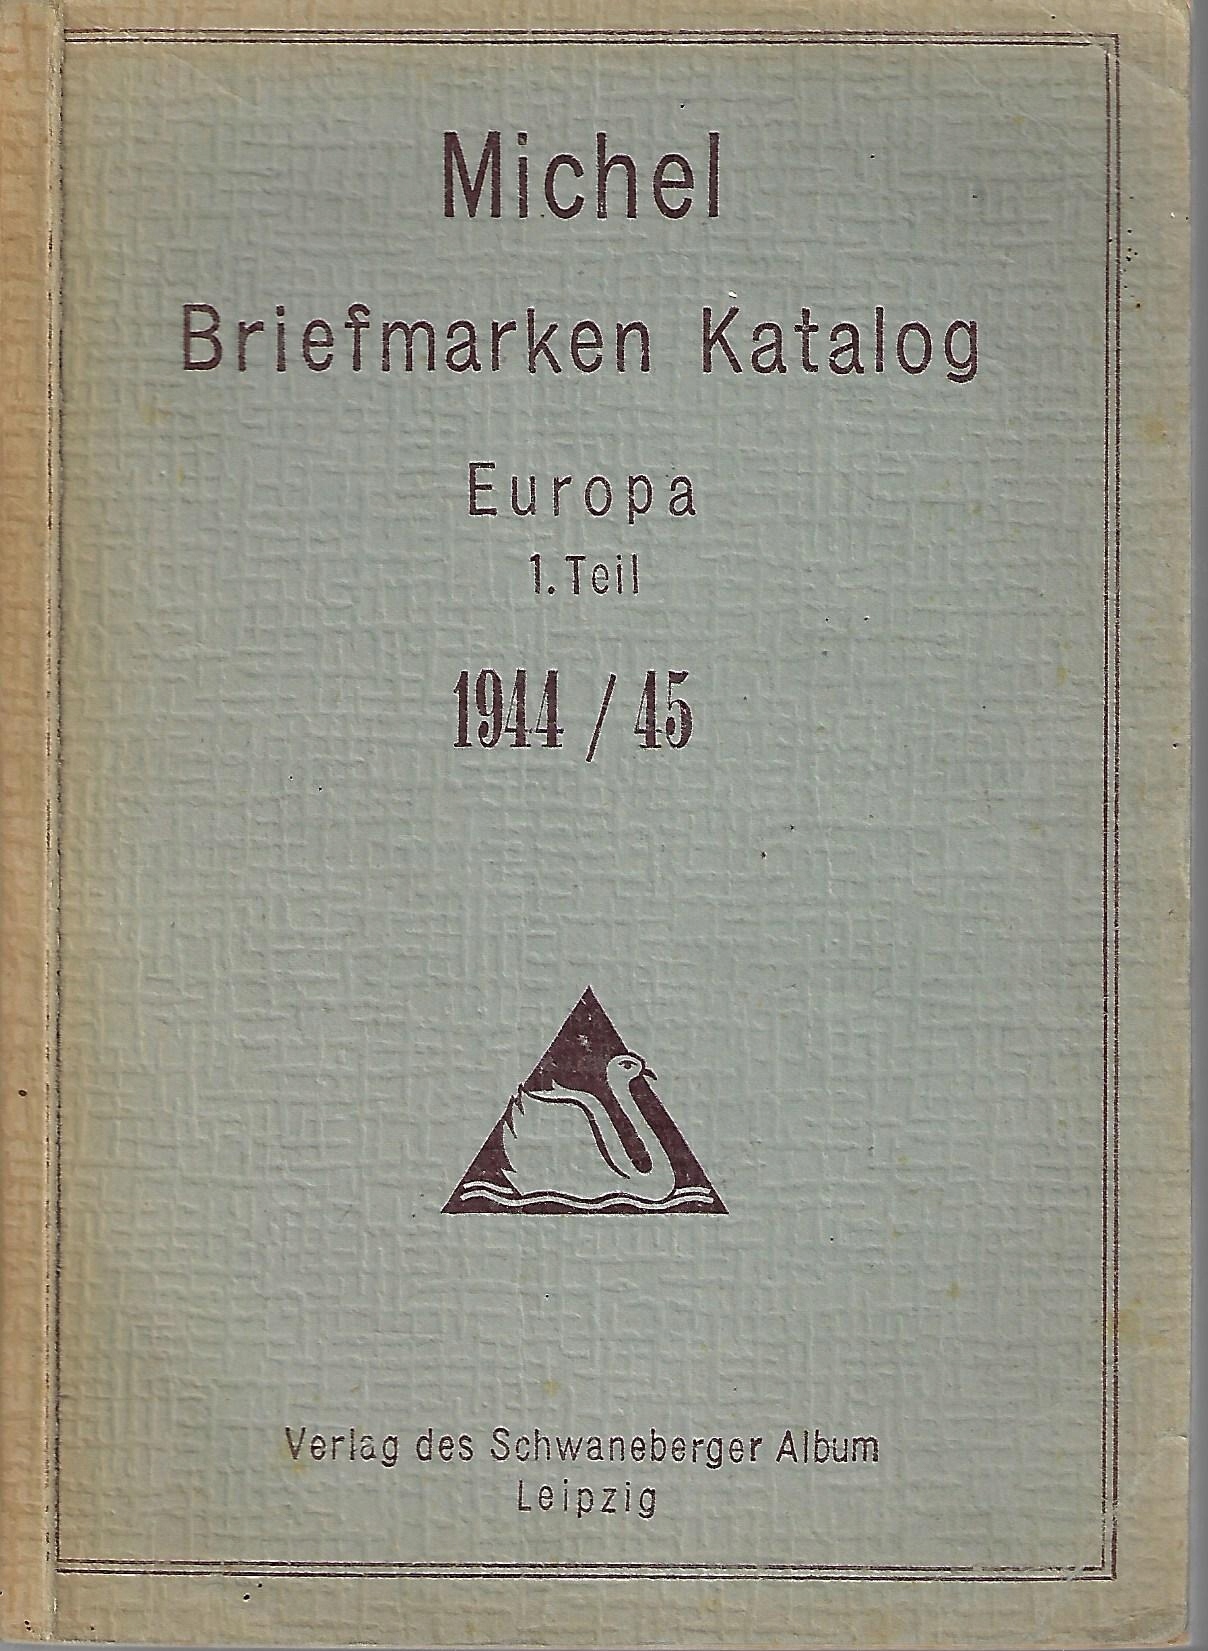 Michel
Briefmarken Katalog
Europa
1. Teil
1944 / 45
Verlag des Schwaneberger Album
Leipzig